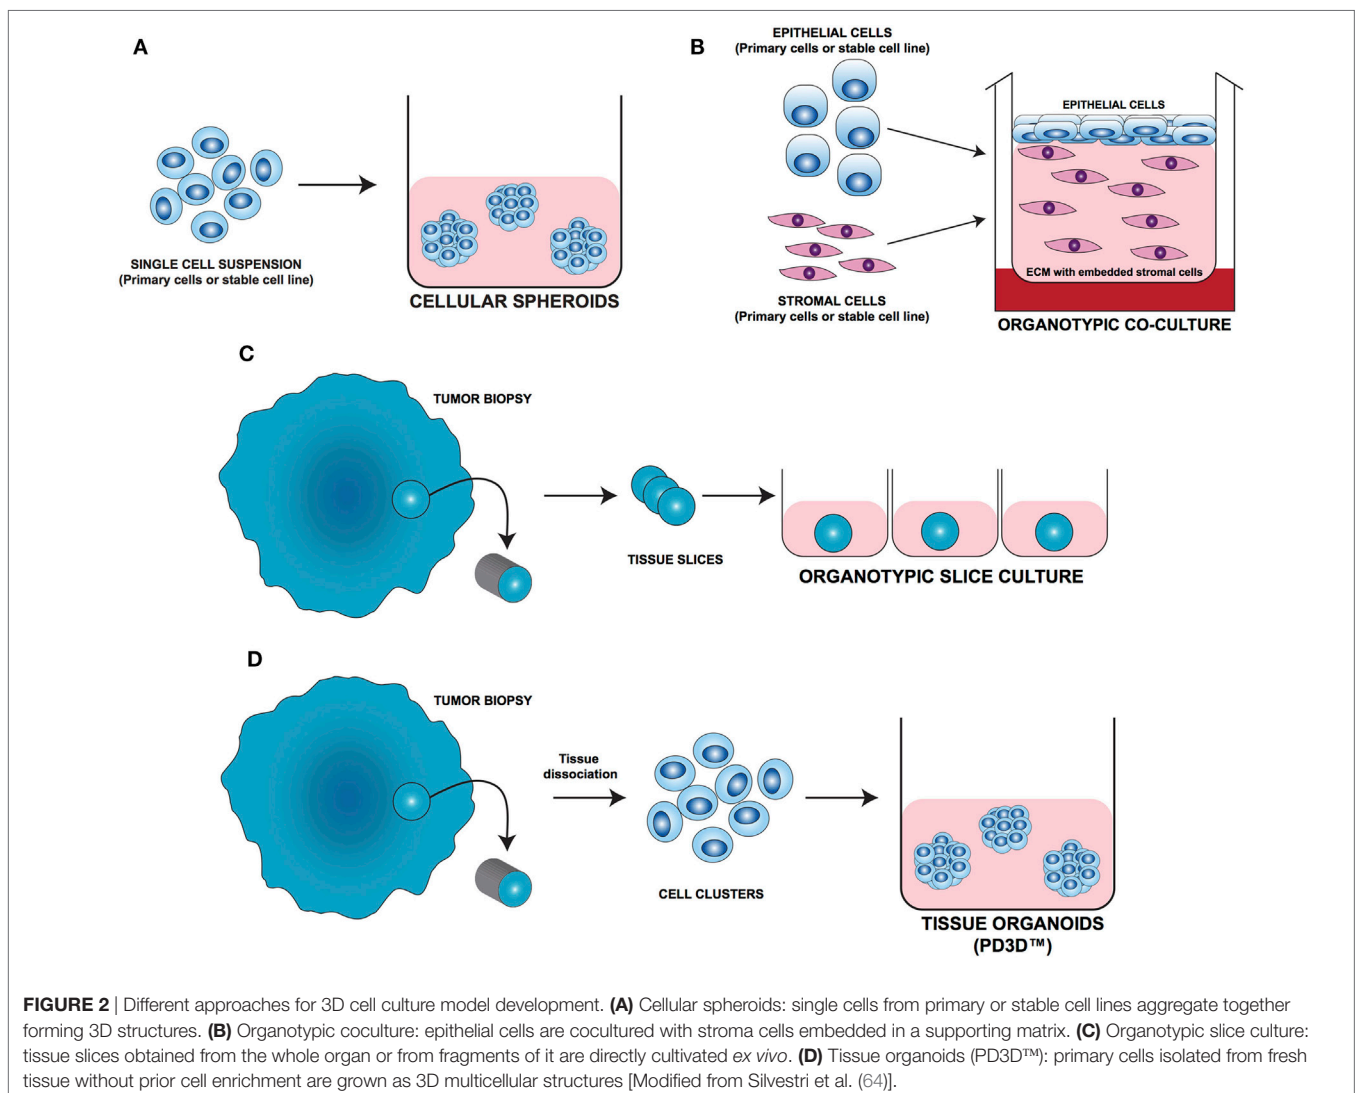 A
SINGLE CELL SUSPENSION
(Primary cells or stable cell line)
CELLULAR SPHEROIDS
B
EPITHELIAL CELLS
(Primary cells or stable cell line)
STROMAL CELLS
(Primary cells or stable cell line)
EPITHELIAL CELLS
ECM with embedded stromal cells
ORGANOTYPIC CO-CULTURE
C
TUMOR BIOPSY
TISSUE SLICES
ORGANOTYPIC SLICE CULTURE
D
TUMOR BIOPSY
Tissue
dissociation
CELL CLUSTERS
TISSUE ORGANOIDS
(PD3D™)
FIGURE 2 | Different approaches for 3D cell culture model development. (A) Cellular spheroids: single cells from primary or stable cell lines aggregate together
forming 3D structures. (B) Organotypic coculture: epithelial cells are cocultured with stroma cells embedded in a supporting matrix. (C) Organotypic slice culture:
tissue slices obtained from the whole organ or from fragments of it are directly cultivated ex vivo. (D) Tissue organoids (PD3D™): primary cells isolated from fresh
tissue without prior cell enrichment are grown as 3D multicellular structures [Modified from Silvestri et al. (64)].